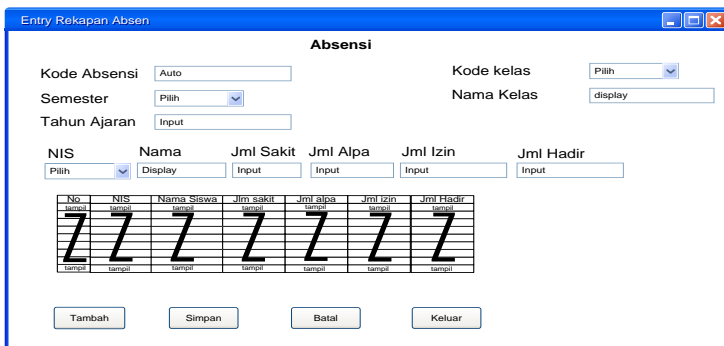 Entry Rekapan Absen
Absensi
Kode Absensi Auto Kode kelas Pilih
Semester Pilih Nama Kelas display
Tahun Ajaran Input
NIS Nama Jml Sakit Jml Alpa Jml Izin Jml Hadir
Pilih Display Input Input Input Input
No NIS Nama Siswa Jlm sakit Jml alpa Jml izin Jml Hadir
tampil tampil tampil tampil tampil tampil tampil
Z Z Z Z Z Z Z
tampil tampil tampil tampil tampil tampil tampil
Tambah Simpan Batal Keluar